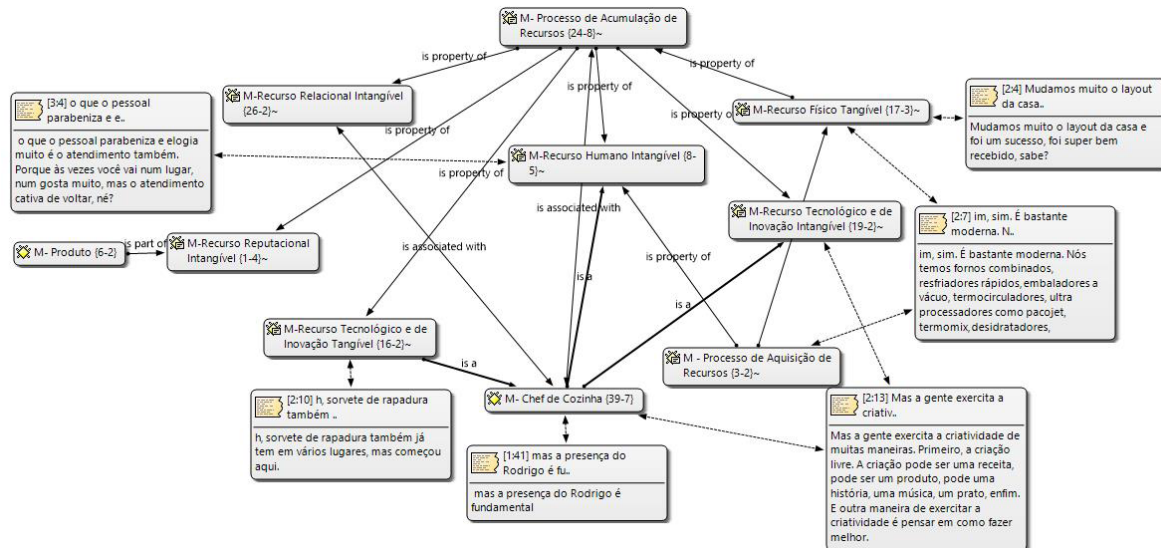 M- Processo de Acumulação de
Recursos {24-8}~
is property of
is property of
M-Recurso Relacional Intangível
{26-2}~
is property of
[3:4] o que o pessoal
parabeniza e e..
o que o pessoal parabeniza e elogia
muito é o atendimento também.
Porque às vezes você vai num lugar,
num gosta muito, mas o atendimento
cativa de voltar, né?
M-Recurso Físico Tangível {17-3}~
[2:4] Mudamos muito o layout
da casa..
Mudamos muito o layout da casa e
foi um sucesso, foi super bem
recebido, sabe?
is property of
is property o
M-Recurso Humano Intangível {8-
5}~
is property of
is associated with
M-Recurso Tecnológico e de
Inovação Intangível {19-2}~
[2:7] im, sim. É bastante
moderna. N..
im, sim. É bastante moderna. Nós
temos fornos combinados,
resfriadores rápidos, embaladores a
vácuo, termocirculadores, ultra
processadores como pacojet,
termomix, desidratadores,
M- Produto {6-2}
is part of
M-Recurso Reputacional
Intangível {1-4}~
is associated with
is property of
is a
is a
M-Recurso Tecnológico e de
Inovação Tangível {16-2}~
is a
M - Processo de Aquisição de
Recursos {3-2}~
[2:10] h, sorvete de rapadura
também ..
h, sorvete de rapadura também já
tem em vários lugares, mas começou
aqui.
M- Chef de Cozinha {39-7}
[2:13] Mas a gente exercita a
criativ..
Mas a gente exercita a criatividade de
muitas maneiras. Primeiro, a criação
livre. A criação pode ser uma receita,
pode ser um produto, pode uma
história, uma música, um prato, enfim.
E outra maneira de exercitar a
criatividade é pensar em como fazer
melhor.
[1:41] mas a presença do
Rodrigo é fu..
mas a presença do Rodrigo é
fundamental